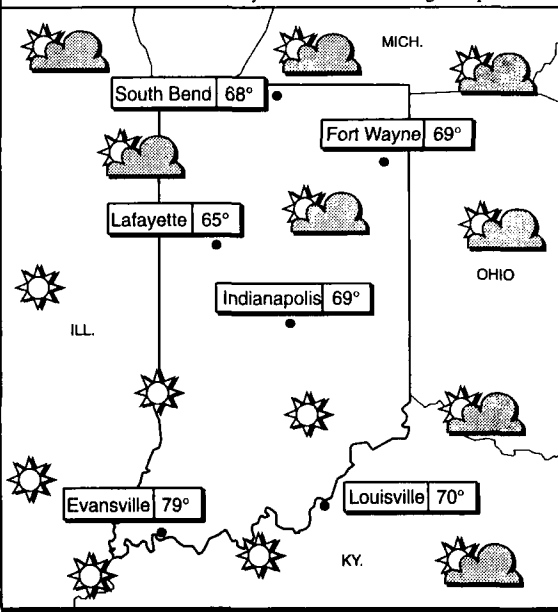 MICH.
South Bend 68°
Fort Wayne 69°
Lafayette 65°
OHIO
Indianapolis 69°
ILL.
Evansville 79°
Louisville 70°
KY.